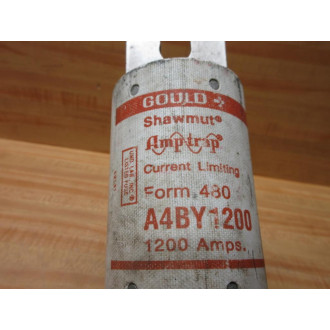 GOULD
Shawmut®
Amp-trap
Current Limiting
Form 480
A4BY1200
1200 Amps.